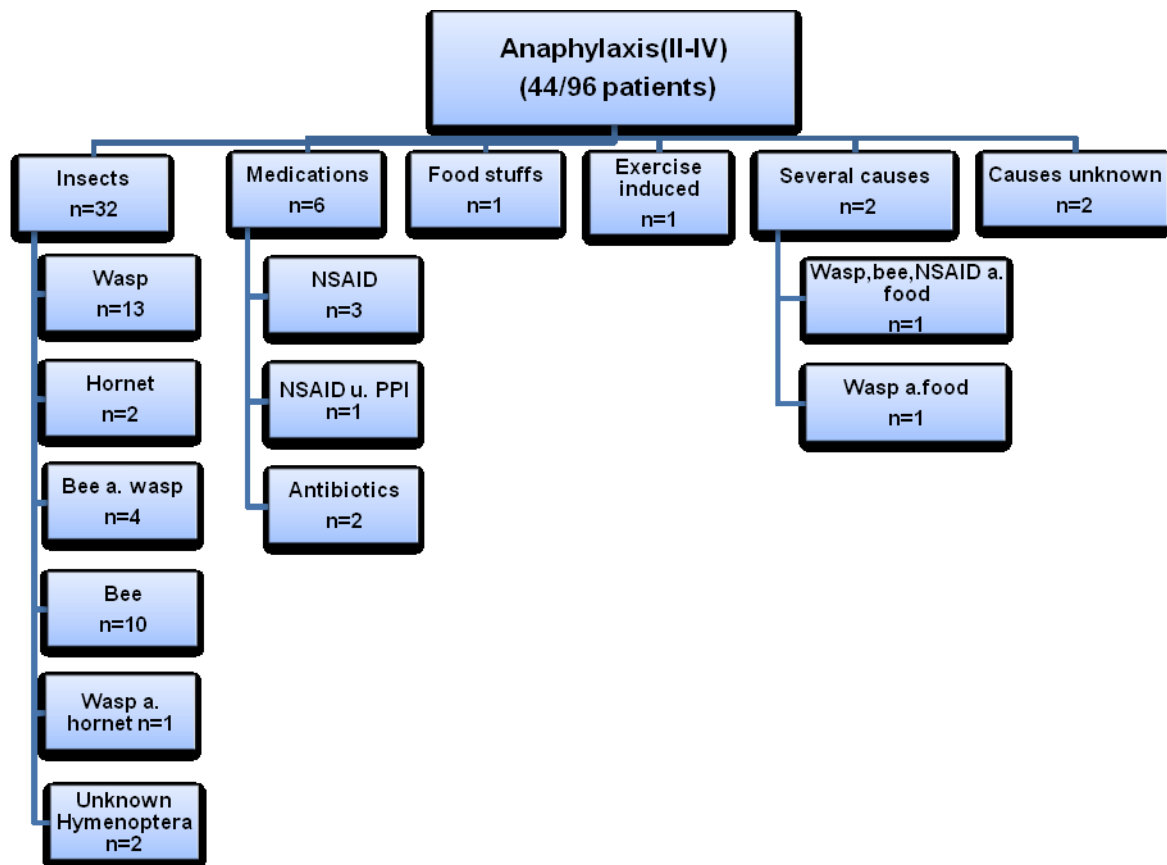 Anaphylaxis(II-IV)
(44/96 patients)
Insects
n=32
Medications
n=6
Food stuffs
n=1
Exercise
induced
n=1
Several causes
n=2
Causes unknown
n=2
Wasp
n=13
Hornet
n=2
Bee a. wasp
n=4
Bee
n=10
Wasp a.
hornet n=1
Unknown
Hymenoptera
n=2
NSAID
n=3
NSAID u. PPI
n=1
Antibiotics
n=2
Wasp,bee,NSAID a.
food
n=1
Wasp a.food
n=1